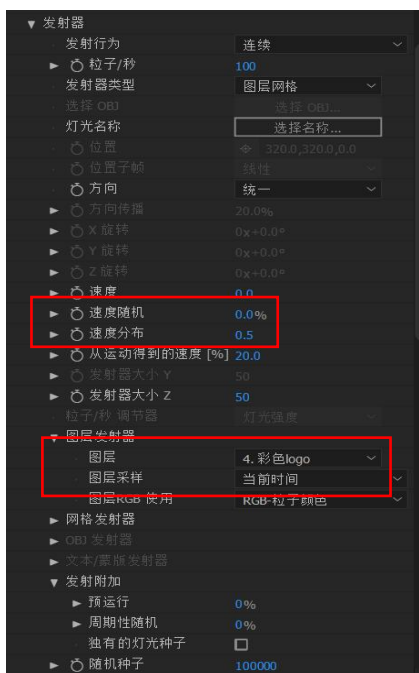 发射器
发射行为 连续
粒子/秒 100
发射器类型 图层网格
选择 OBJ 选择 OBJ...
灯光名称 选择名称...
位置 320.0,320.0,0.0
位置子帧 线性
方向 统一
方向传播 20.0%
X 旋转 0x+0.0°
Y 旋转 0x+0.0°
Z 旋转 0x+0.0°
速度 0.0
速度随机 0.0%
速度分布 0.5
从运动得到的速度 [%] 20.0
发射器大小 Y 50
发射器大小 Z 50
粒子/秒 调节器 灯光强度
图层发射器
图层 4. 彩色logo
图层采样 当前时间
图层RGB 使用 RGB-粒子颜色
网格发射器
OBJ 发射器
文本/蒙版发射器
发射附加
预运行 0%
周期性随机 0%
独有的灯光种子
随机种子 100000